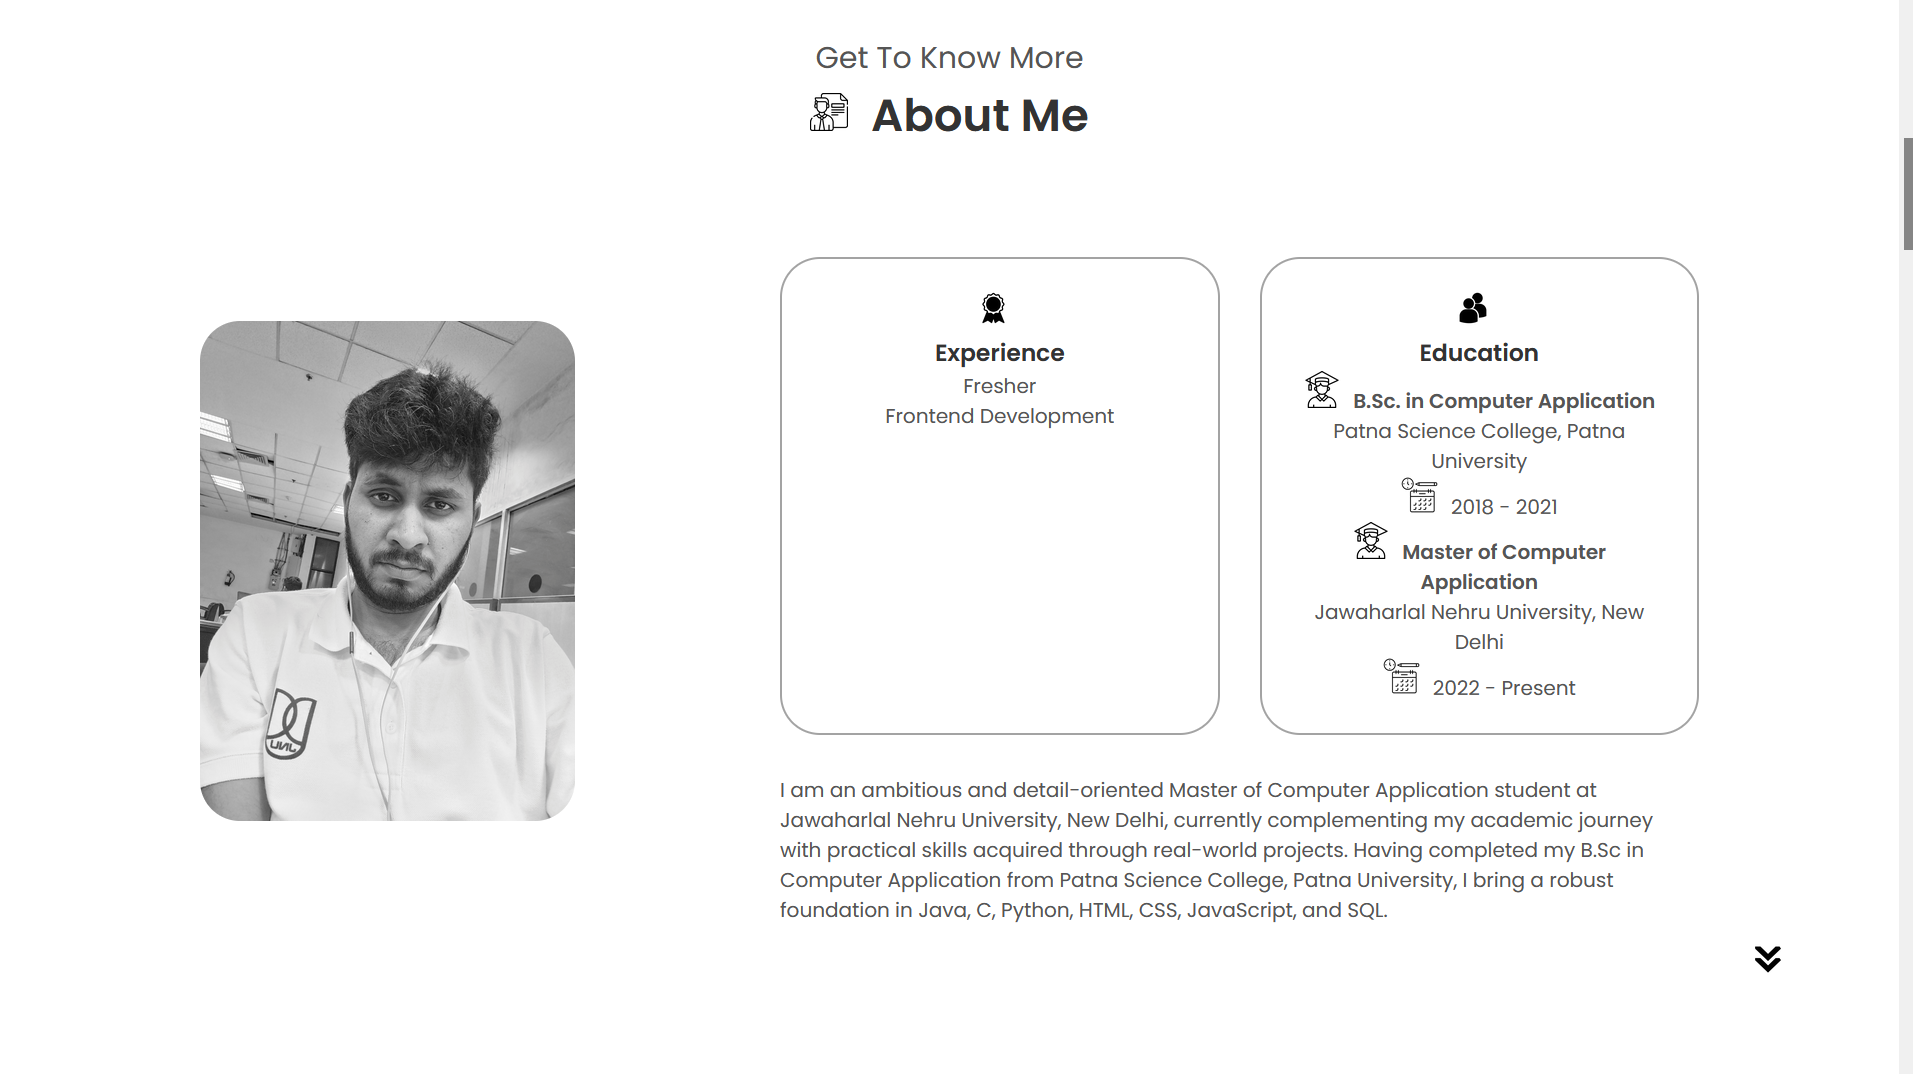 Get To Know More
About Me
Experience
Fresher
Frontend Development
Education
B.Sc. in Computer Application
Patna Science College, Patna
University
2018 - 2021
Master of Computer
Application
Jawaharlal Nehru University, New
Delhi
2022 - Present
JNU
I am an ambitious and detail-oriented Master of Computer Application student at
Jawaharlal Nehru University, New Delhi, currently complementing my academic journey
with practical skills acquired through real-world projects. Having completed my B.Sc in
Computer Application from Patna Science College, Patna University, I bring a robust
foundation in Java, C, Python, HTML, CSS, JavaScript, and SQL.